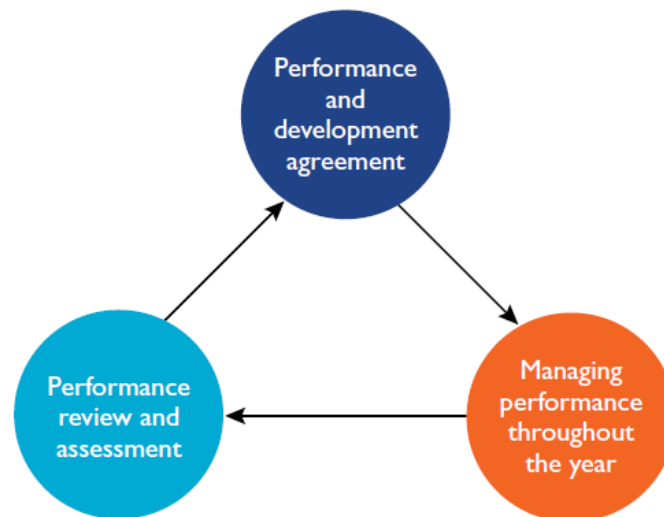 Performance
and
development
agreement
Managing
performance
throughout
the year
Performance
review and
assessment